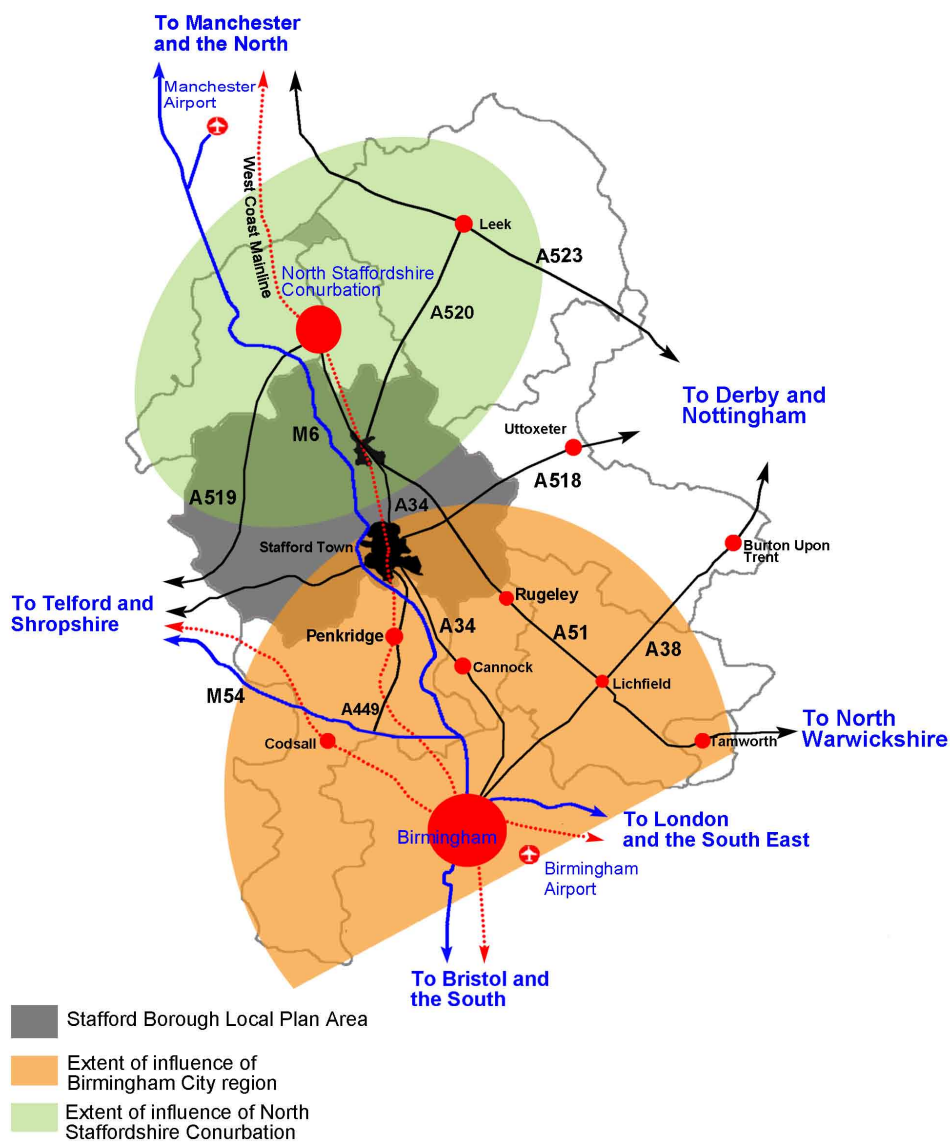 To Manchester
and the North
Manchester
Airport
West Coast Mainline
Leek
A523
North Staffordshire
Conurbation
A520
To Derby and
Nottingham
Uttoxeter
M6
A518
A519
A34
Stafford Town
Burton Upon
Trent
Rugeley
To Telford and
Shropshire
Penkridge
A34
A51
A38
Cannock
Lichfield
M54
A449
To North
Warwickshire
Codsall
Tamworth
To London
and the South East
Birmingham
Birmingham
Airport
To Bristol and
the South
Stafford Borough Local Plan Area
Extent of influence of
Birmingham City region
Extent of influence of North
Staffordshire Conurbation